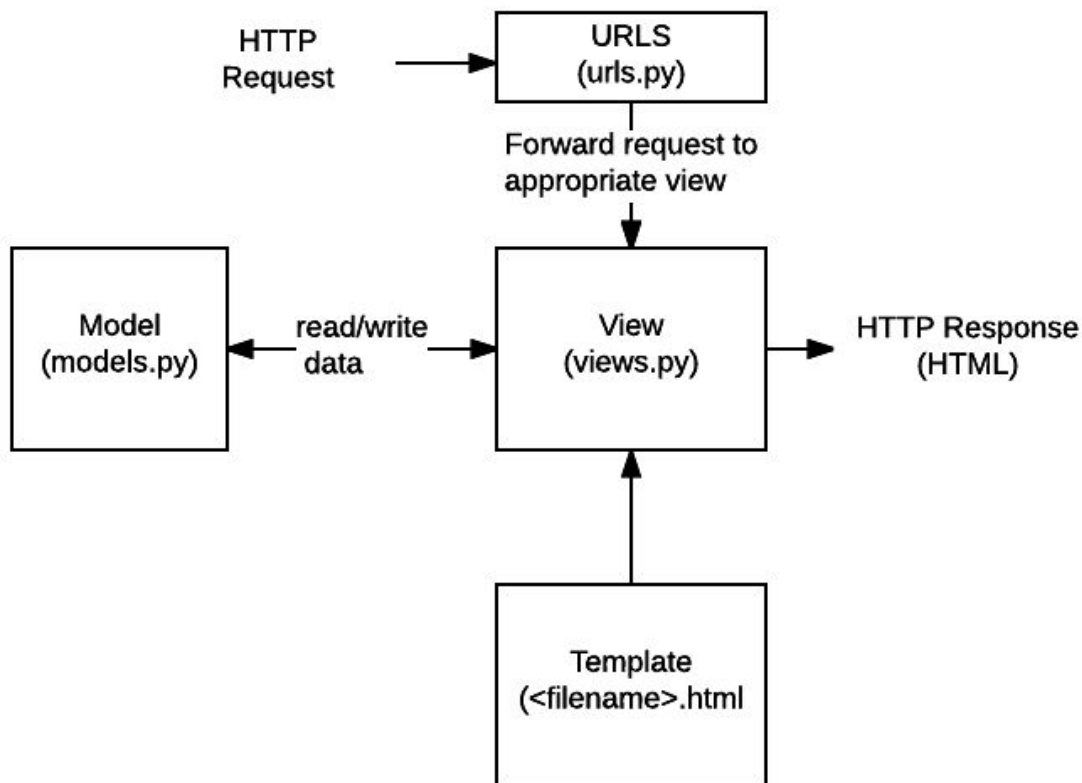 HTTP
Request
URLS
(urls.py)
Forward request to
appropriate view
Model
(models.py)
read/write
data
View
(views.py)
HTTP Response
(HTML)
Template
(<filename>.html